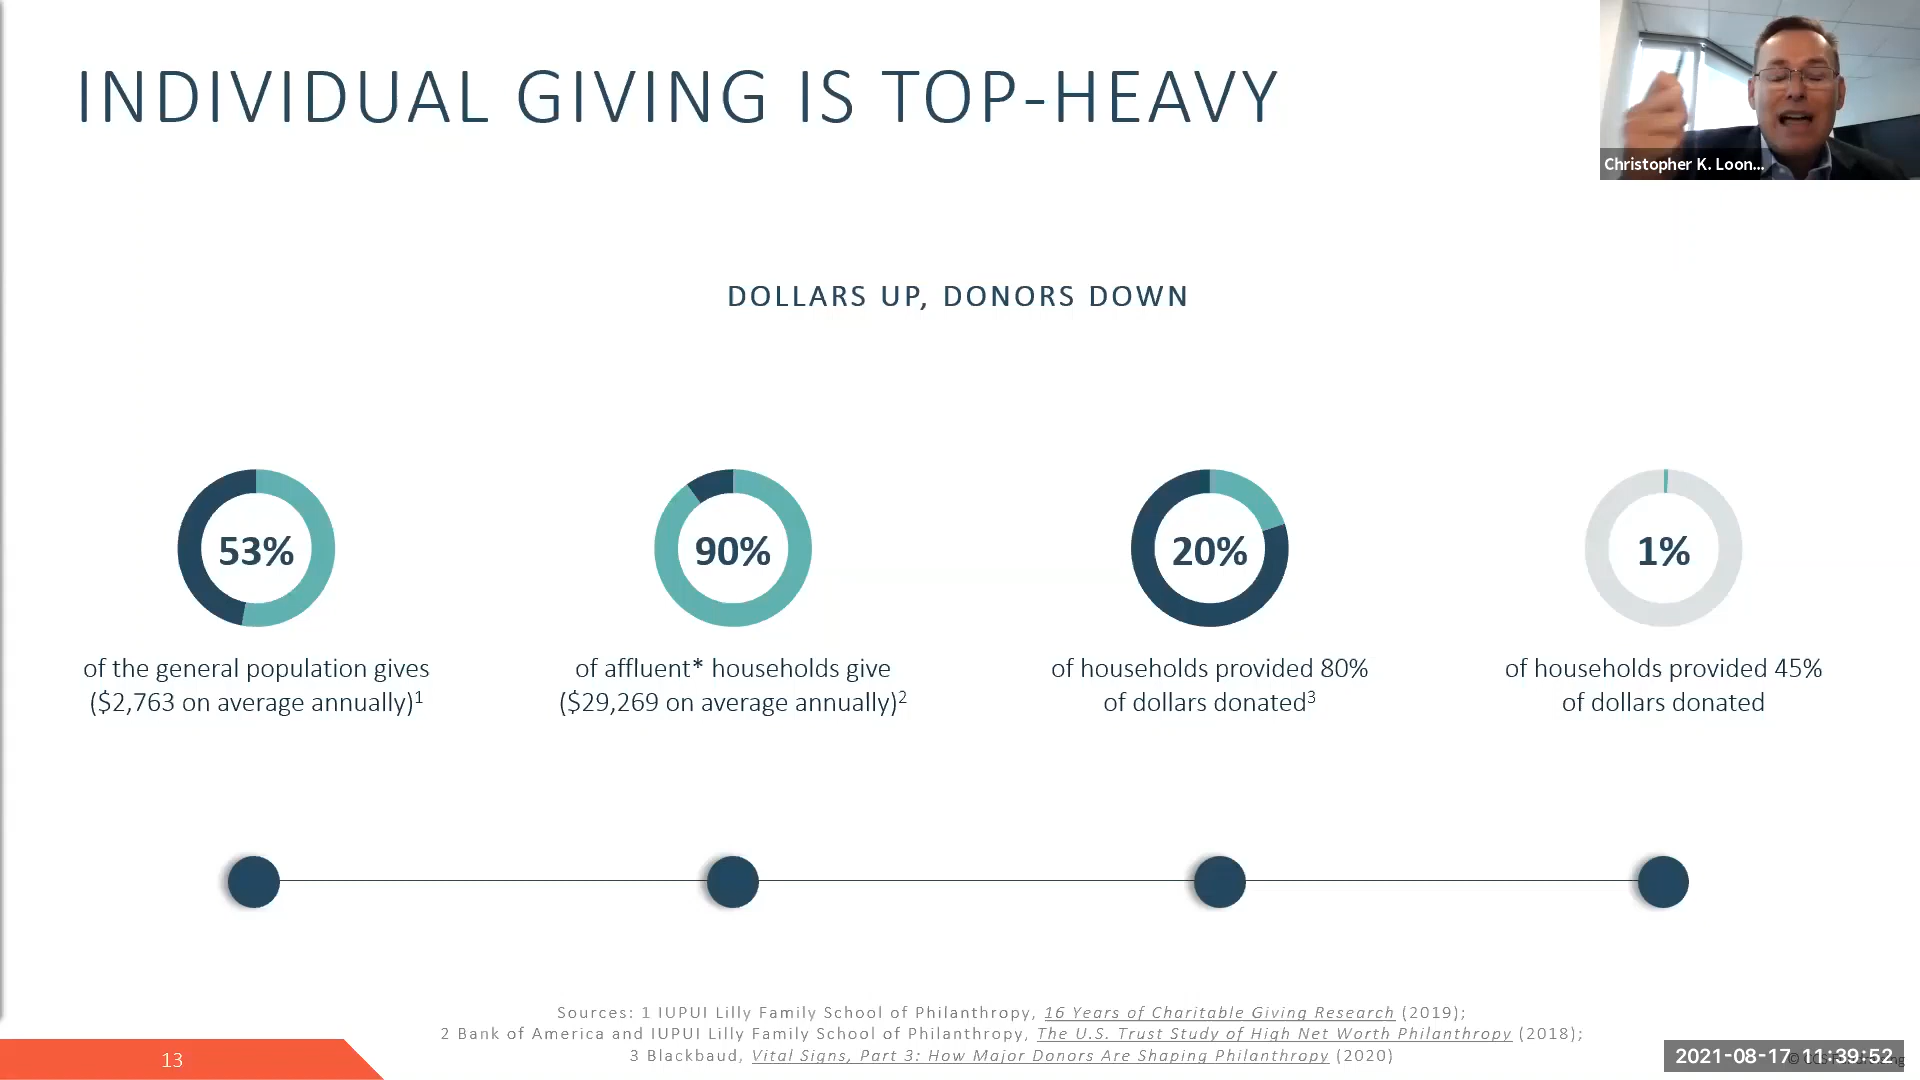 INDIVIDUAL GIVING IS TOP-HEAVY
Christopher K. Loon...
DOLLARS UP, DONORS DOWN
53%
of the general population gives
($2,763 on average annually)1
90%
of affluent* households give
($29,269 on average annually)2
20%
of households provided 80%
of dollars donated3
1%
of households provided 45%
of dollars donated
Sources: 1 IUPUI Lilly Family School of Philanthropy, 16 Years of Charitable Giving Research (2019);
2 Bank of America and IUPUI Lilly Family School of Philanthropy, The U.S. Trust Study of High Net Worth Philanthropy (2018);
3 Blackbaud, Vital Signs, Part 3: How Major Donors Are Shaping Philanthropy (2020)
13
2021-08-17 11:39:52